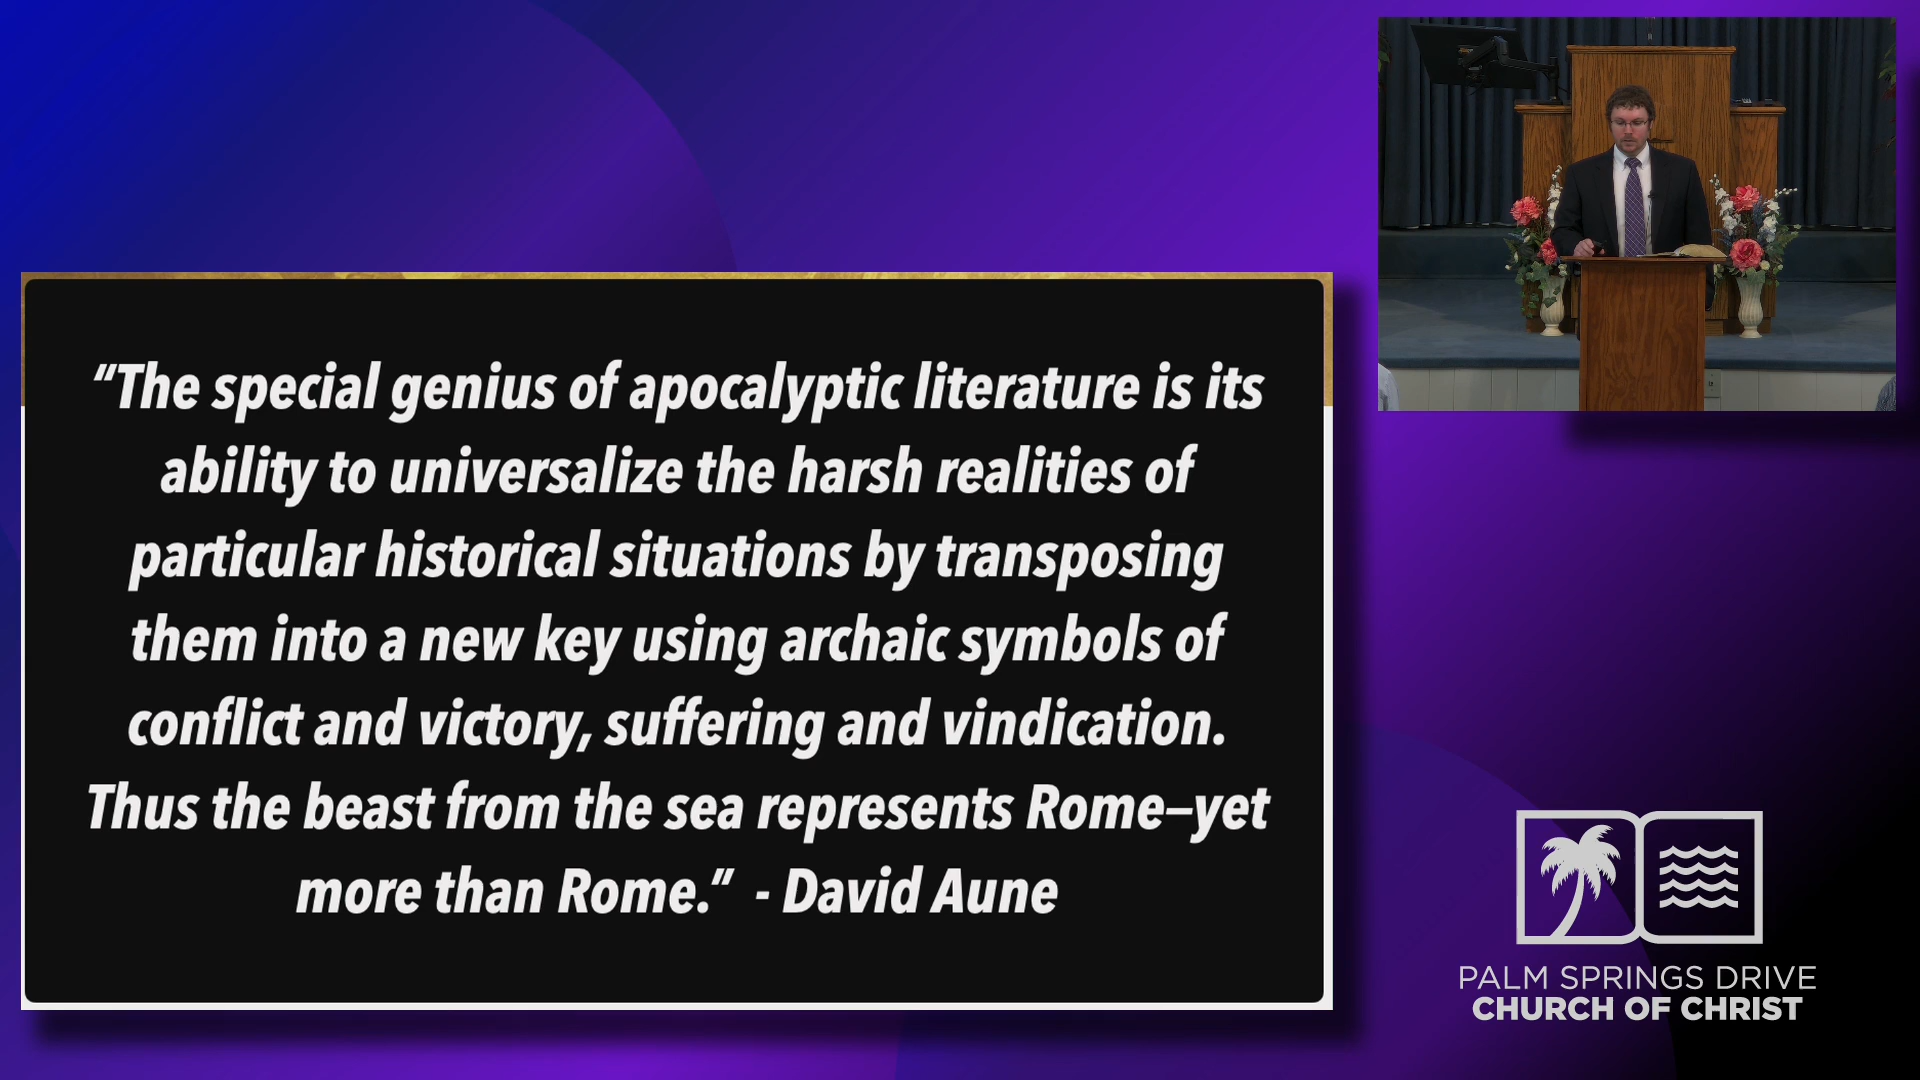 “The special genius of apocalyptic literature is its
ability to universalize the harsh realities of
particular historical situations by transposing
them into a new key using archaic symbols of
conflict and victory, suffering and vindication.
Thus the beast from the sea represents Rome—yet
more than Rome.” - David Aune
PALM SPRINGS DRIVE
CHURCH OF CHRIST